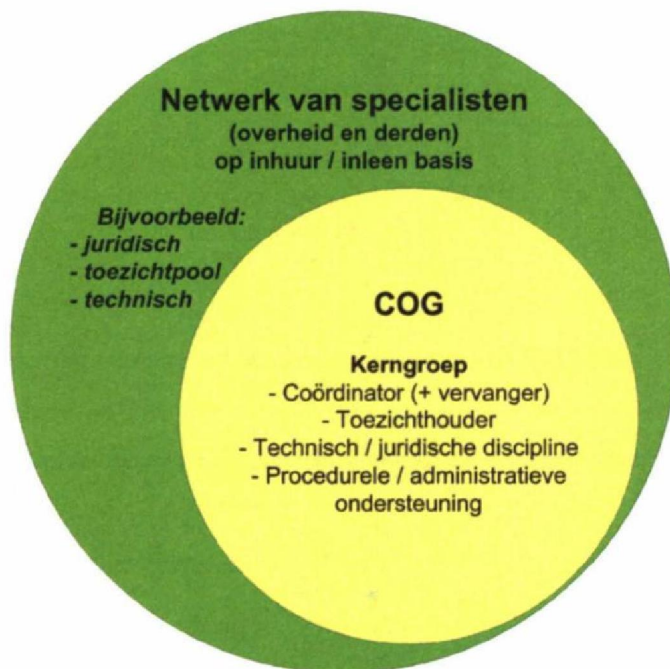 Netwerk van specialisten
(overheid en derden)
op inhuur / inleen basis
Bijvoorbeeld:
- juridisch
- toezichtpool
- technisch
COG
Kerngroep
- Coördinator (+ vervanger)
- Toezichthouder
- Technisch / juridische discipline
- Procedurele / administratieve
ondersteuning